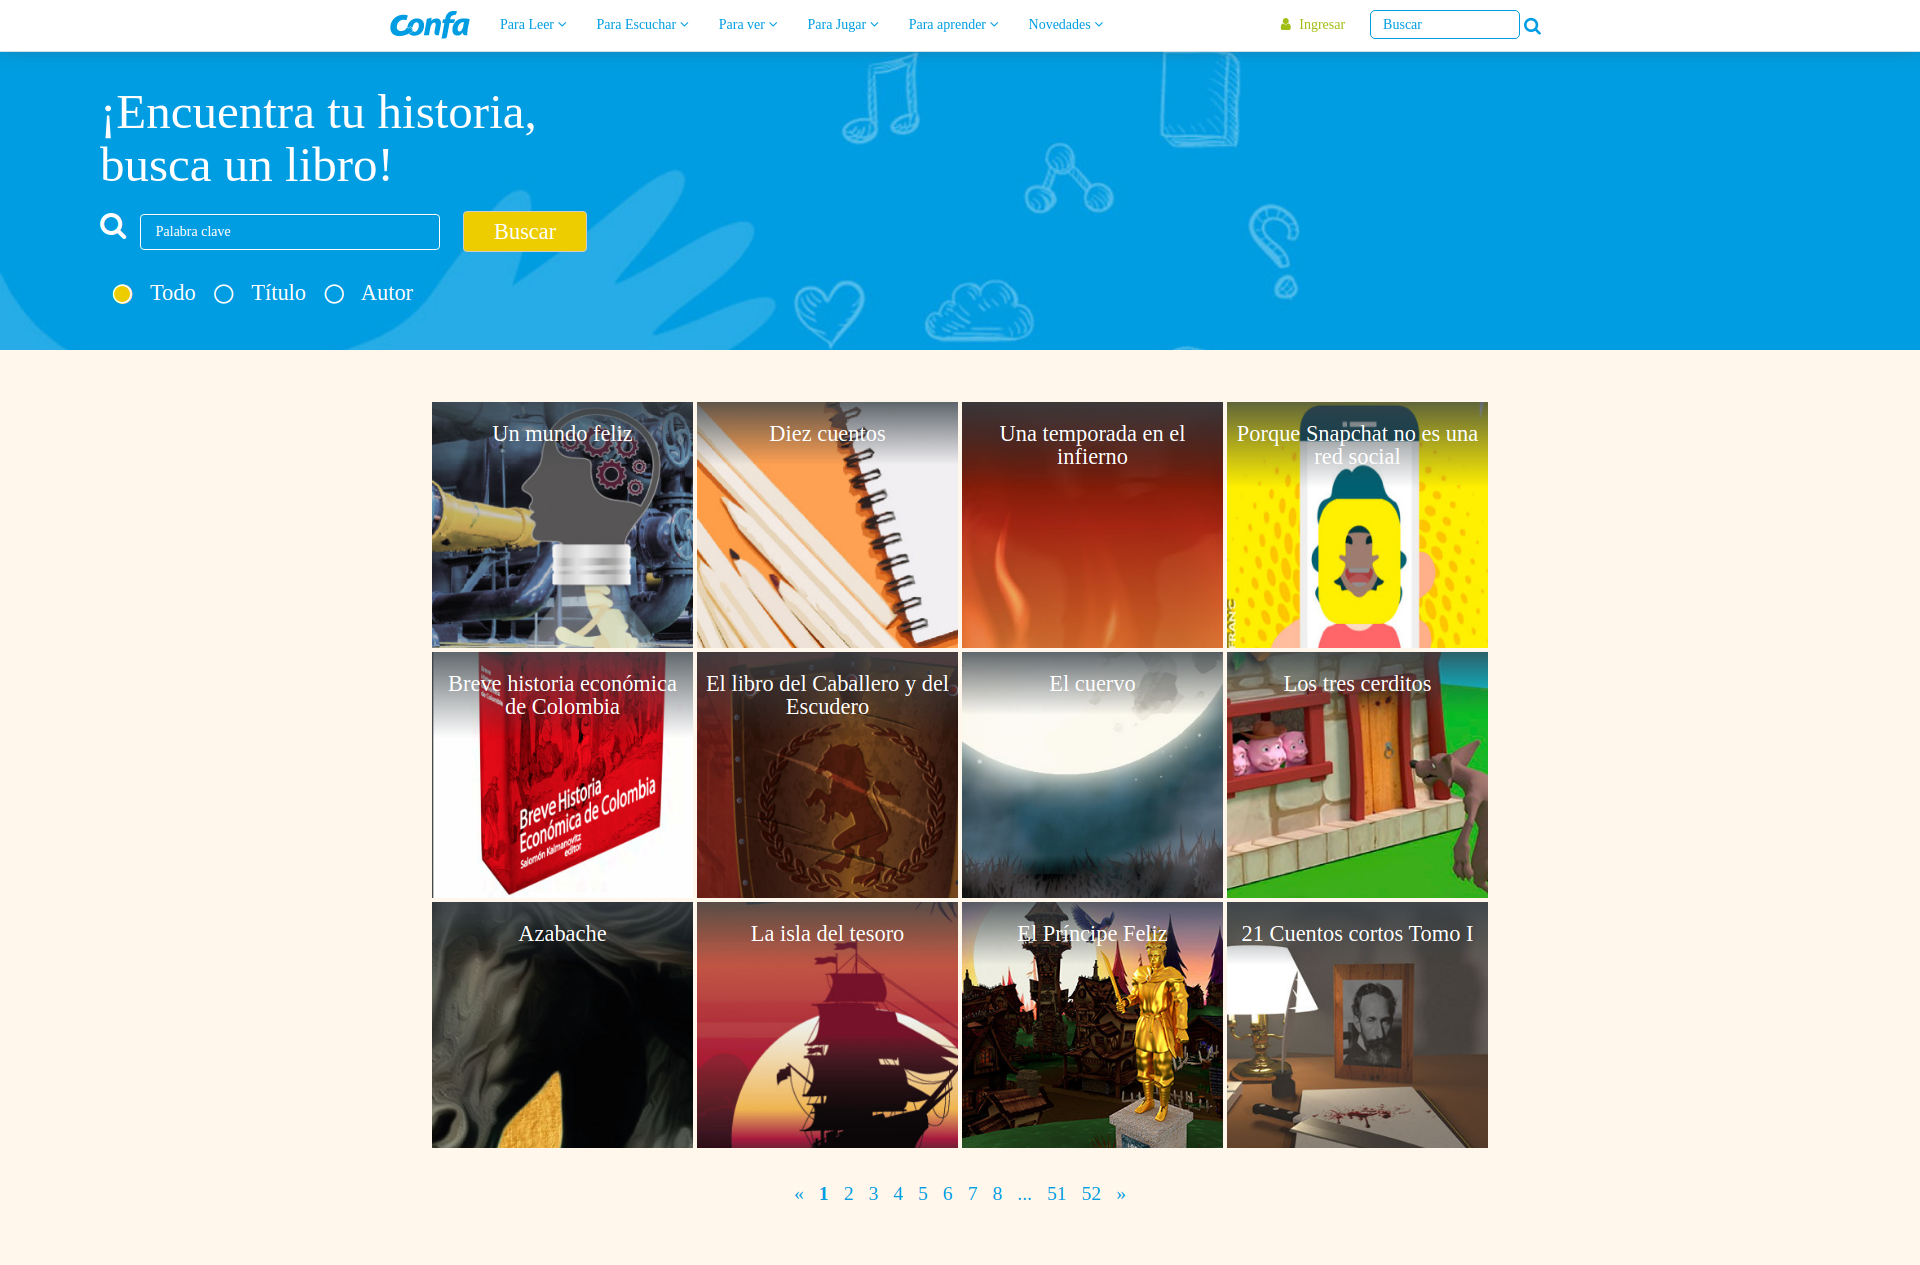 Confa
Para Leer
Para Escuchar
Para ver
Para Jugar
Para aprender
Novedades
Ingresar
Buscar
¡Encuentra tu historia,
busca un libro!
Palabra clave
Buscar
Todo
Título
Autor
Un mundo feliz
Diez cuentos
Una temporada en el
infierno
Porque Snapchat no es una
red social
FRANC
Breve historia económica
de Colombia
Breve Historia
Económica de Colombia
Salomón Kalmanovitz
editor
El libro del Caballero y del
Escudero
El cuervo
Los tres cerditos
Azabache
La isla del tesoro
El Príncipe Feliz
21 Cuentos cortos Tomo I
« 1 2 3 4 5 6 7 8 ... 51 52 »